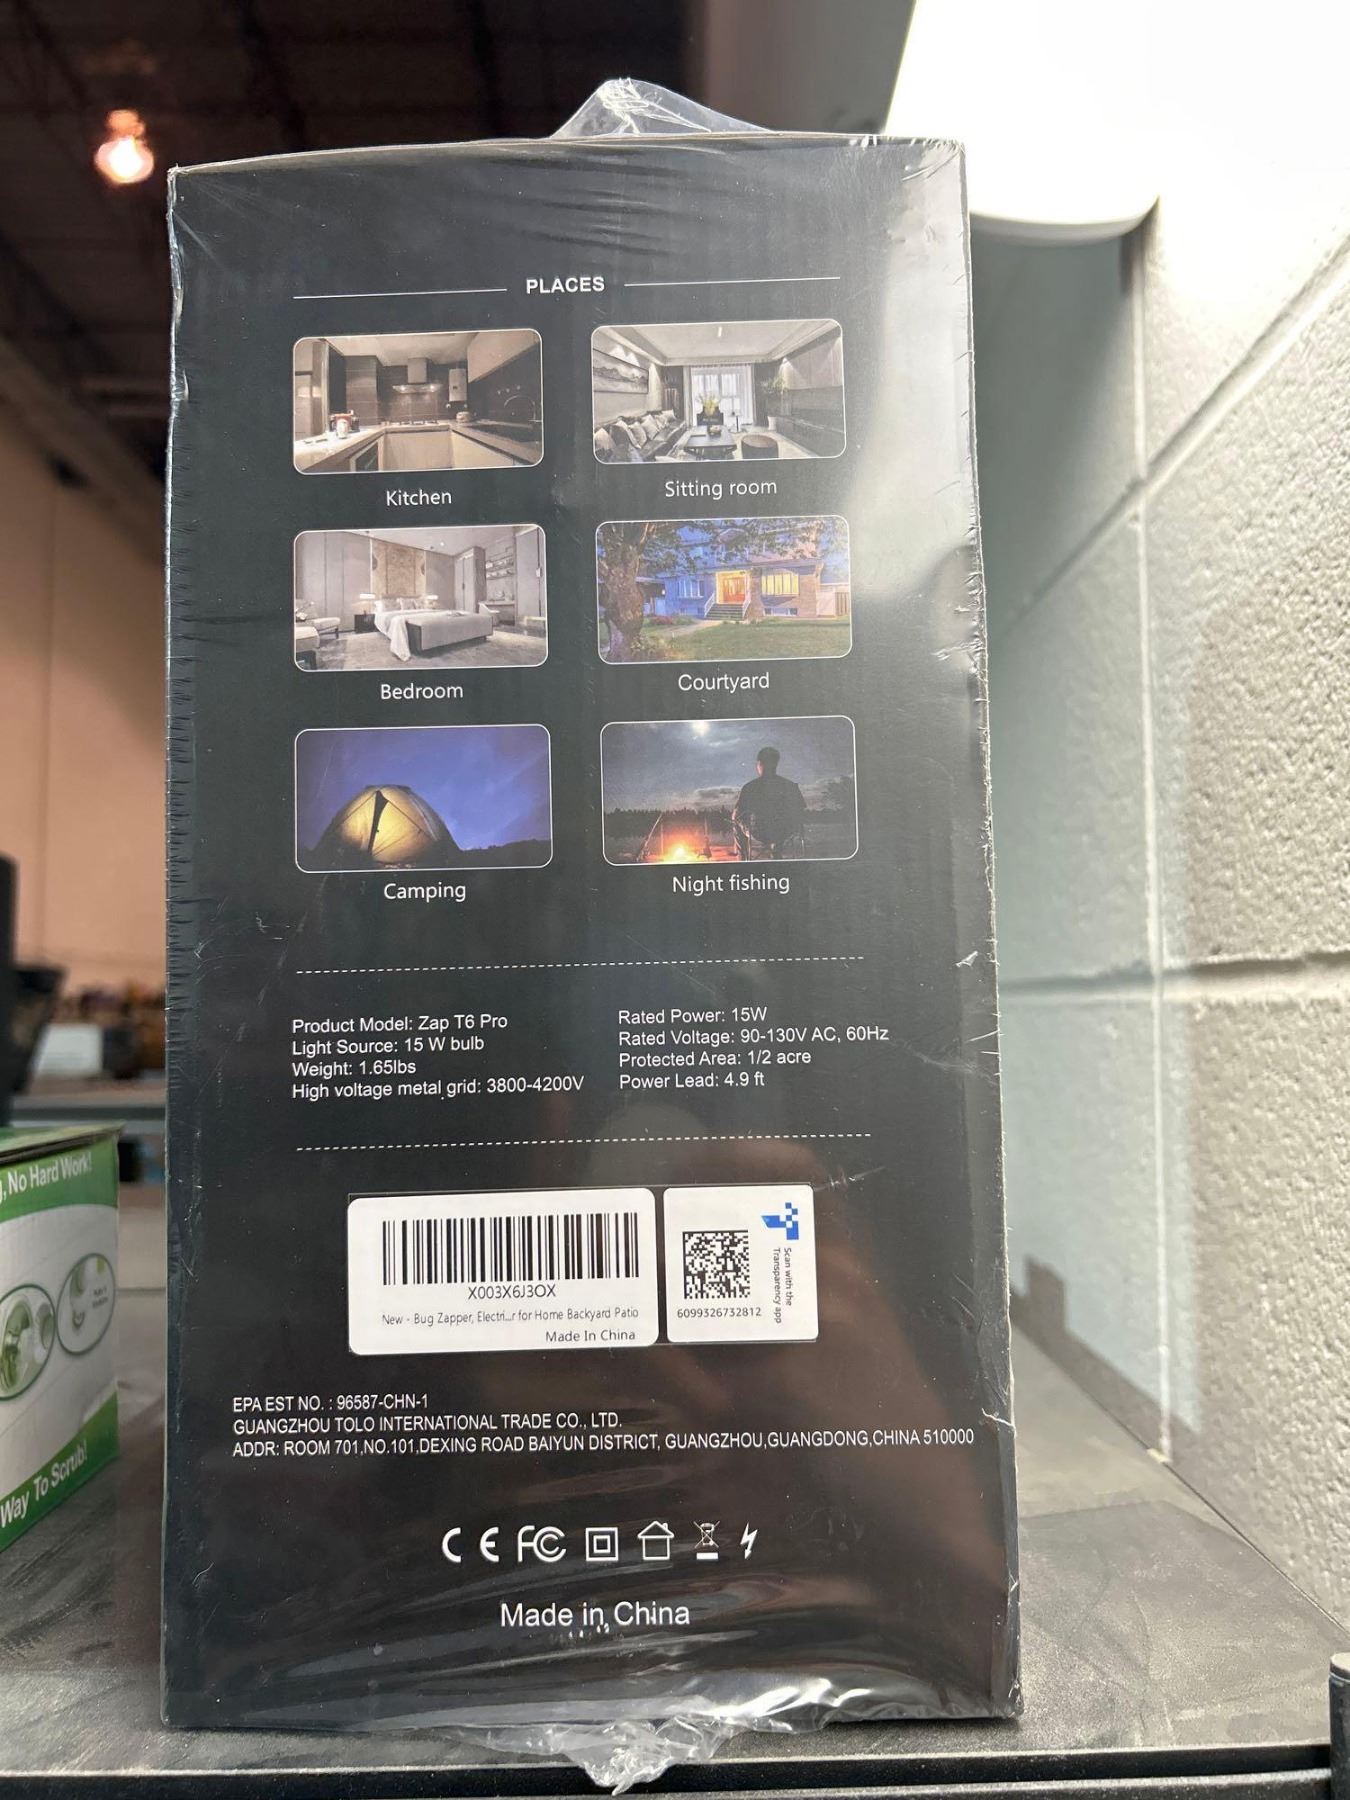 PLACES
Kitchen
Sitting room
Bedroom
Courtyard
Camping
Night fishing
Product Model: Zap T6 Pro
Light Source: 15 W bulb
Weight: 1.65lbs
High voltage metal grid: 3800-4200V
Rated Power: 15W
Rated Voltage: 90-130V AC, 60Hz
Protected Area: 1/2 acre
Power Lead: 4.9 ft
X003X6J3OX
New - Bug Zapper, Electri...r for Home Backyard Patio
Made In China
Scan with the
Transparency app
6099326732812
EPA EST NO. : 96587-CHN-1
GUANGZHOU TOLO INTERNATIONAL TRADE CO., LTD.
ADDR: ROOM 701,NO.101,DEXING ROAD BAIYUN DISTRICT, GUANGZHOU,GUANGDONG,CHINA 510000
CE FC
Made in China
, No Hard Work!
Way To Scrub!